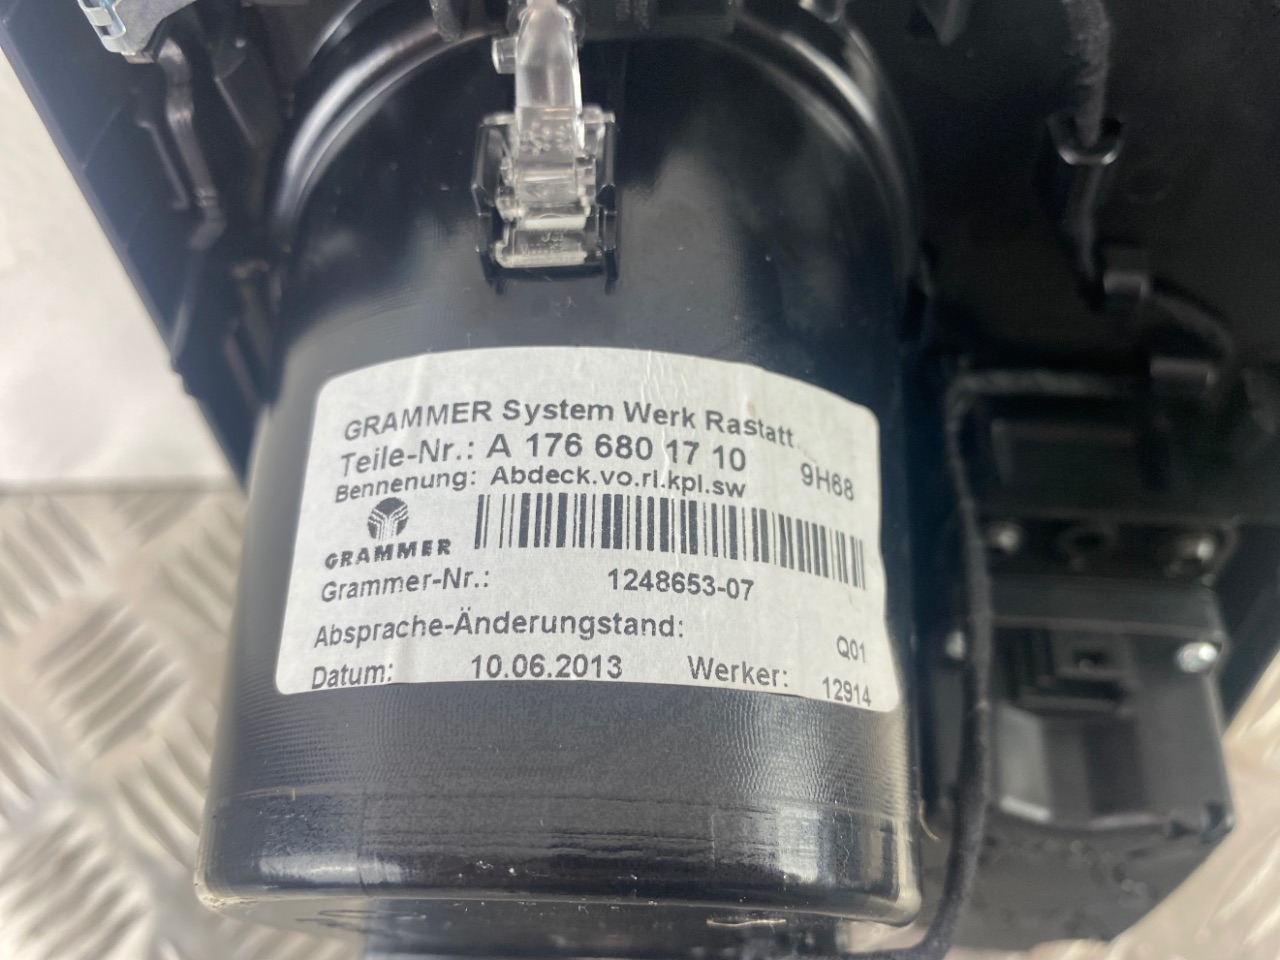 GRAMMER System Werk Rastatt
Teile-Nr.: A 176 680 17 10 9H68
Bennenung: Abdeck.vo.rl.kpl.sw
GRAMMER
Grammer-Nr.: 1248653-07
Absprache-Änderungstand: Q01
Datum: 10.06.2013 Werker: 12914